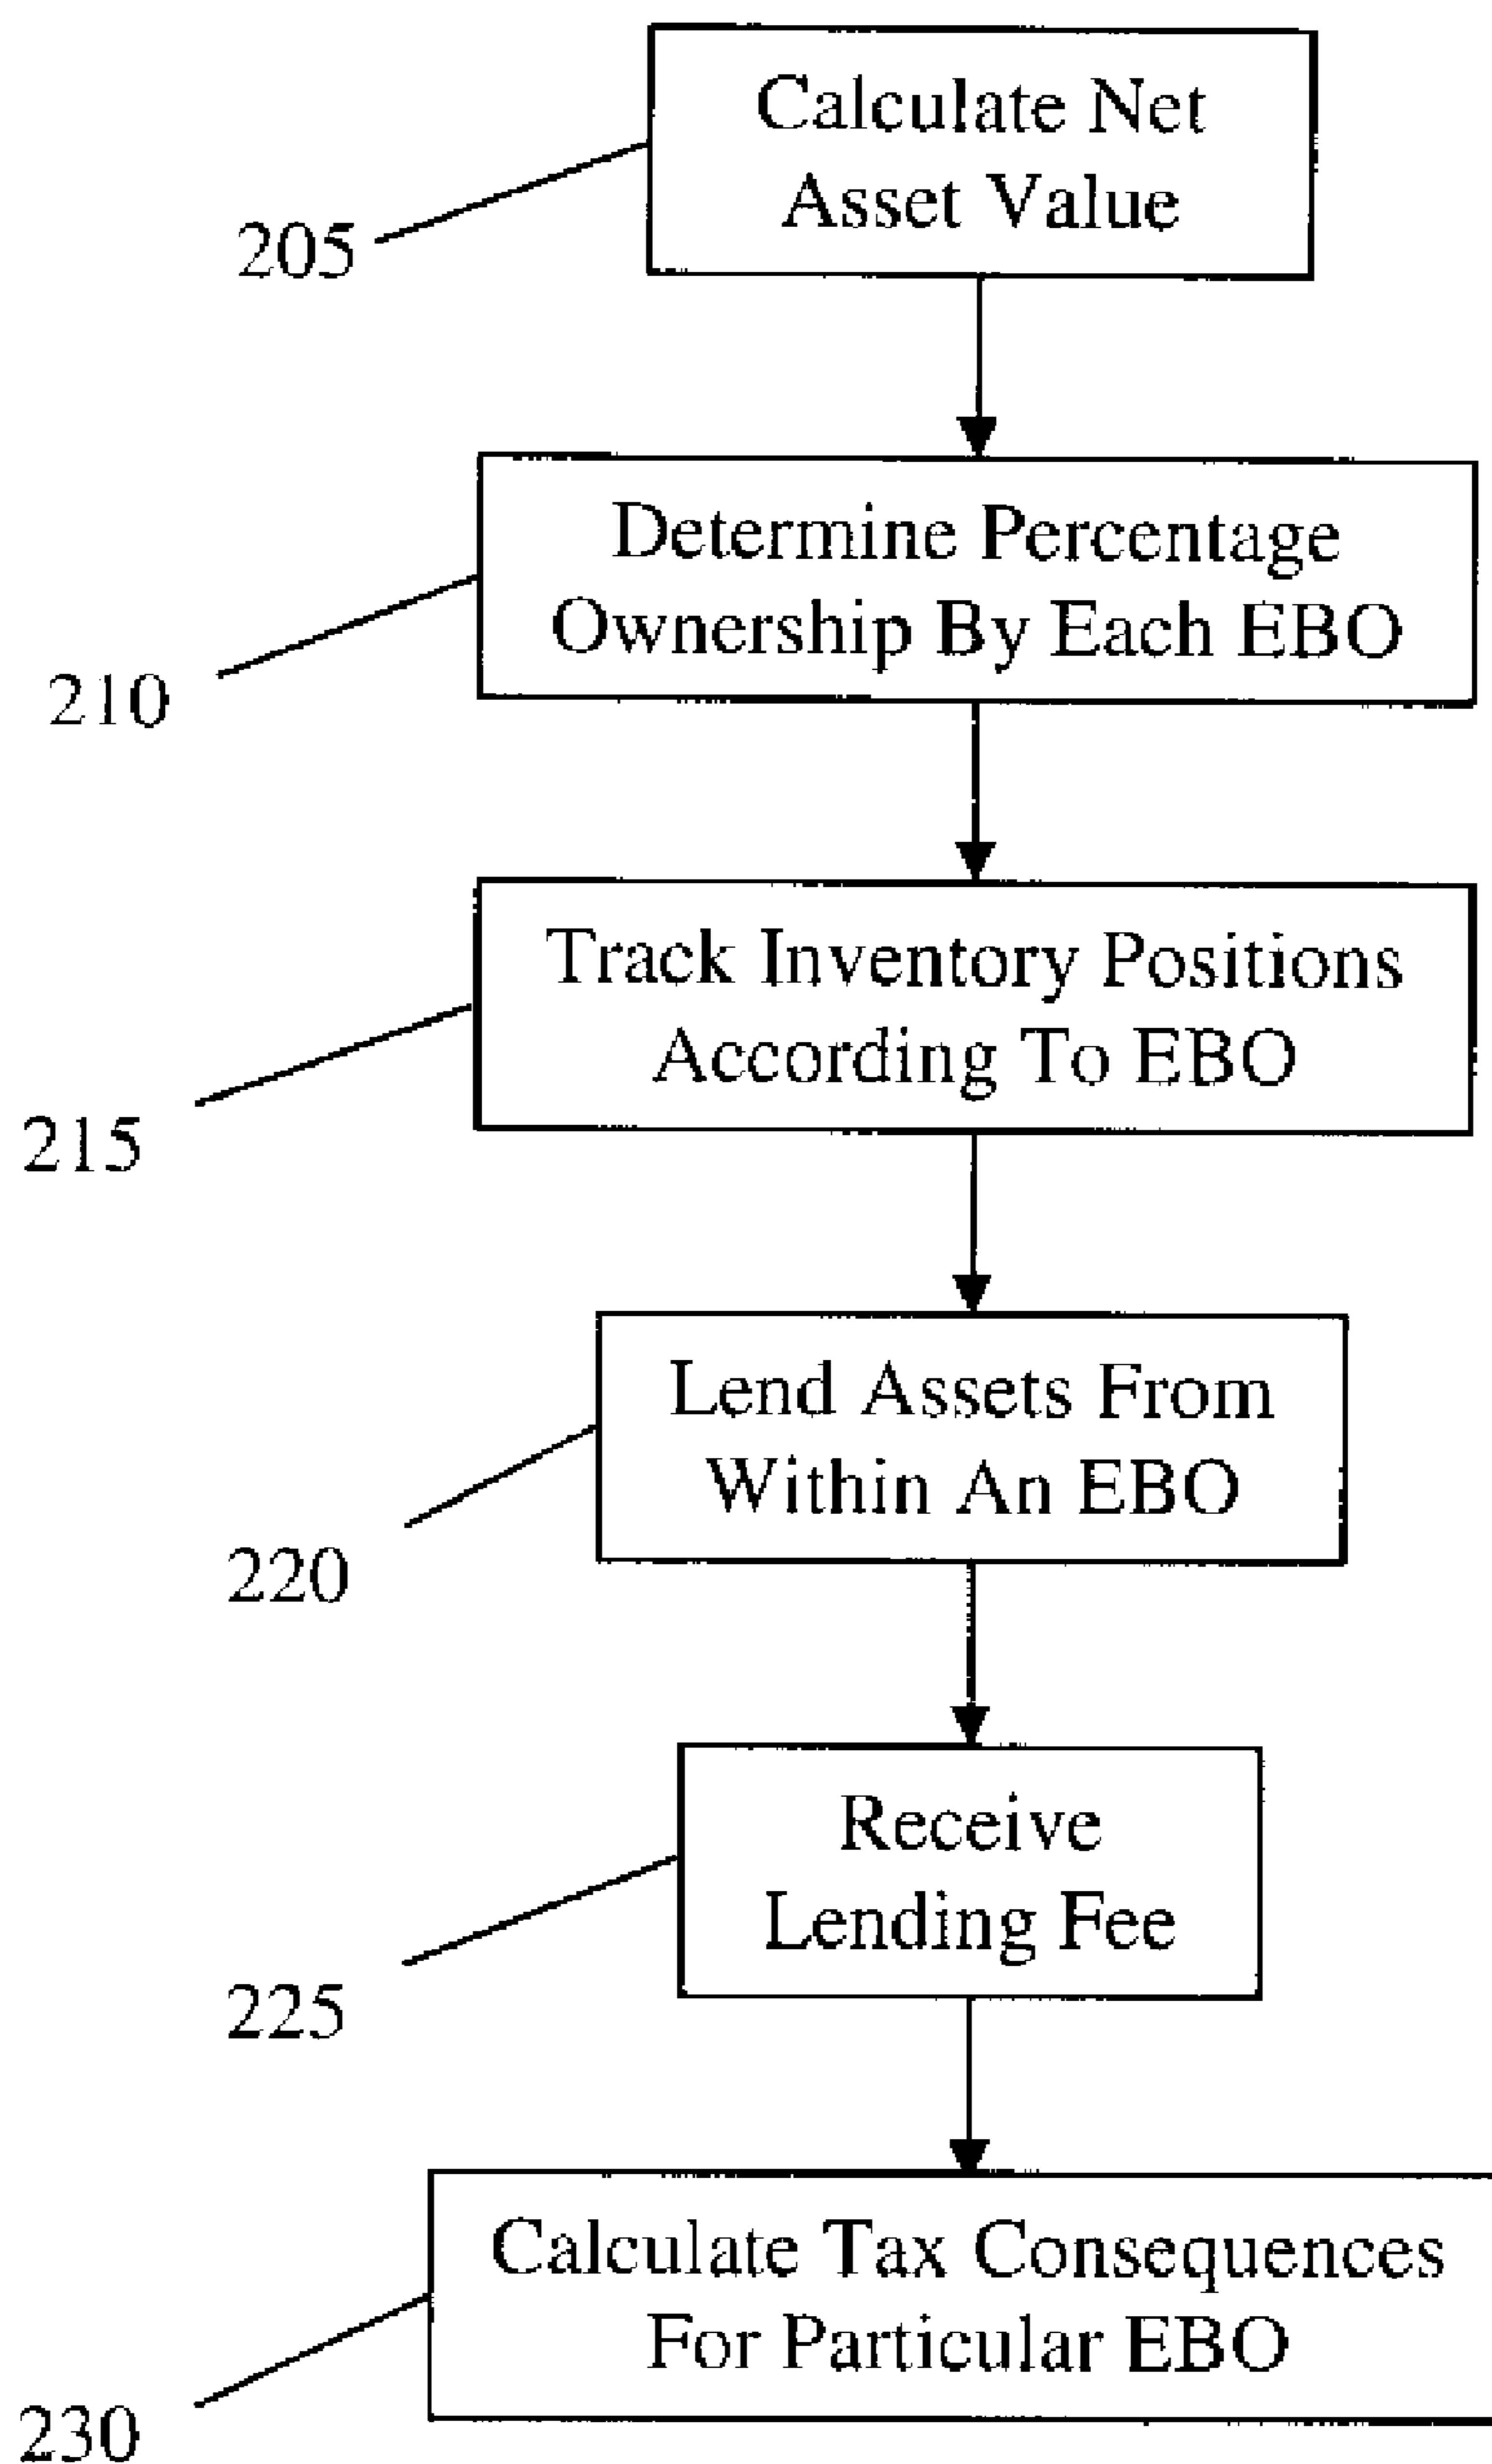 Calculate Net
Asset Value
205
Determine Percentage
Ownership By Each EBO
210
Track Inventory Positions
According To EBO
215
Lend Assets From
Within An EBO
220
Receive
Lending Fee
225
Calculate Tax Consequences
For Particular EBO
230